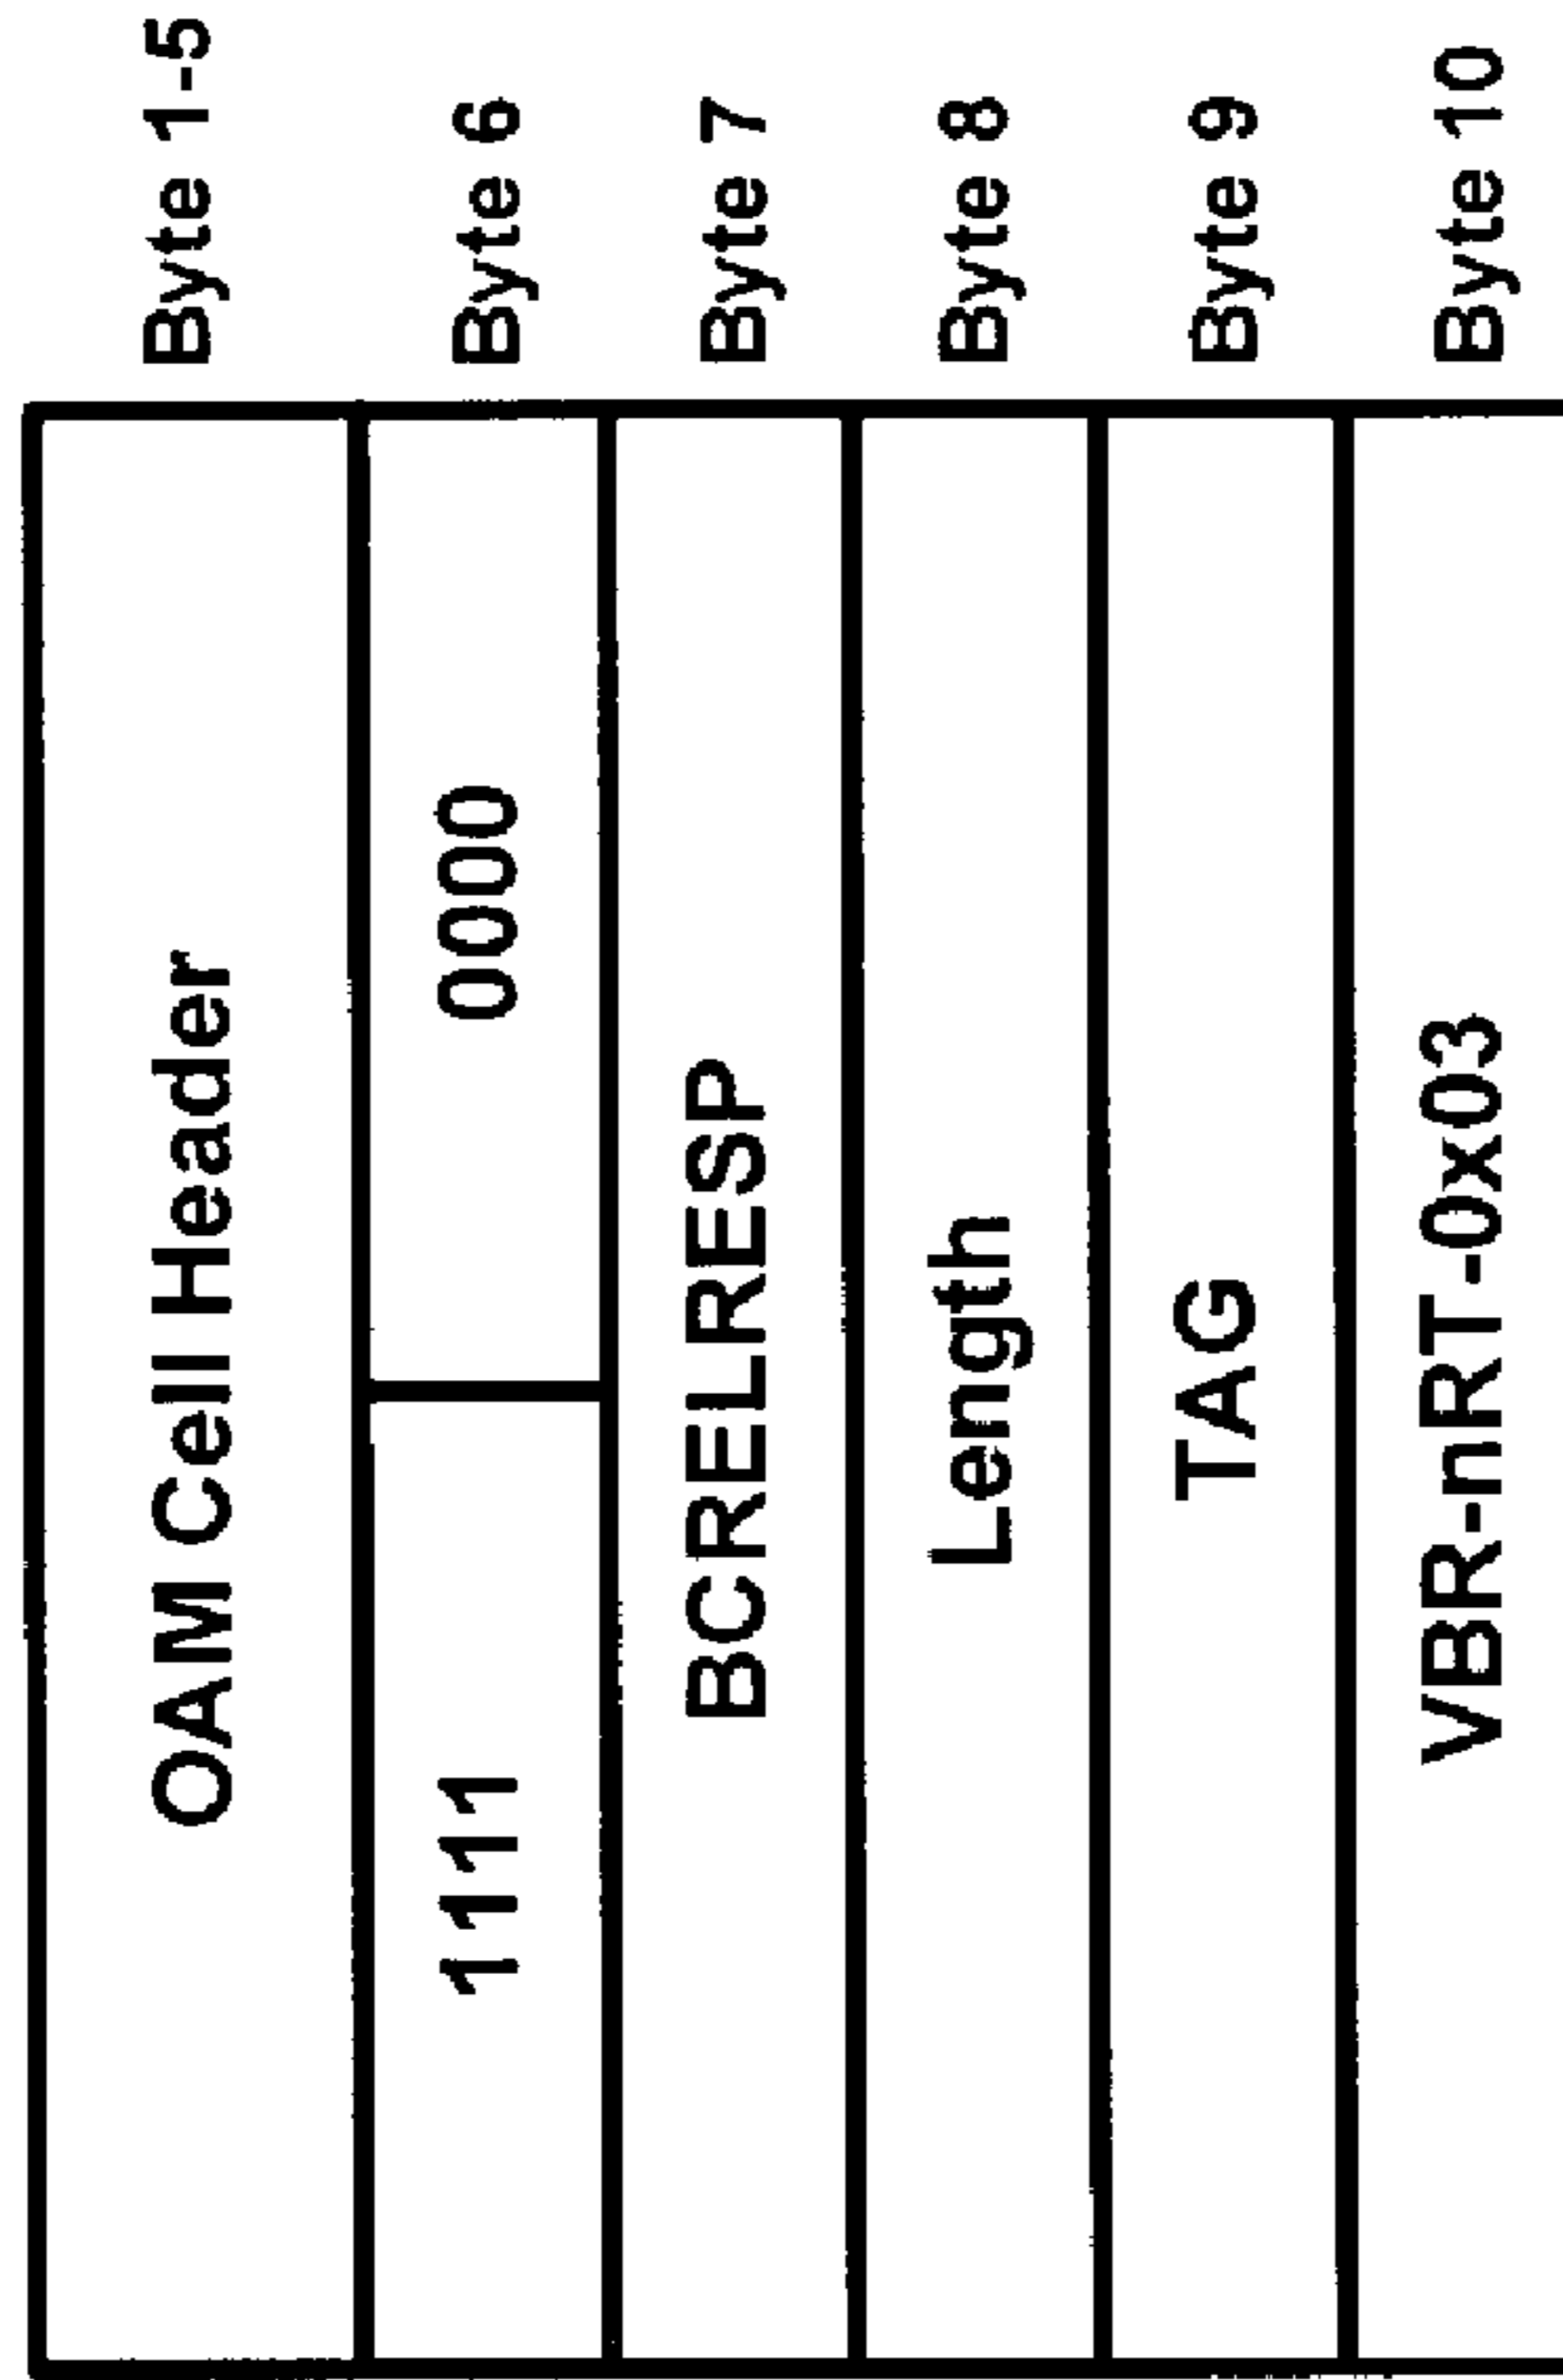 OAM Cell Header Byte 1-5
1111 0000 Byte 6
BCRELRESP Byte 7
Length Byte 8
TAG Byte 9
VBR-nRT-0x03 Byte 10